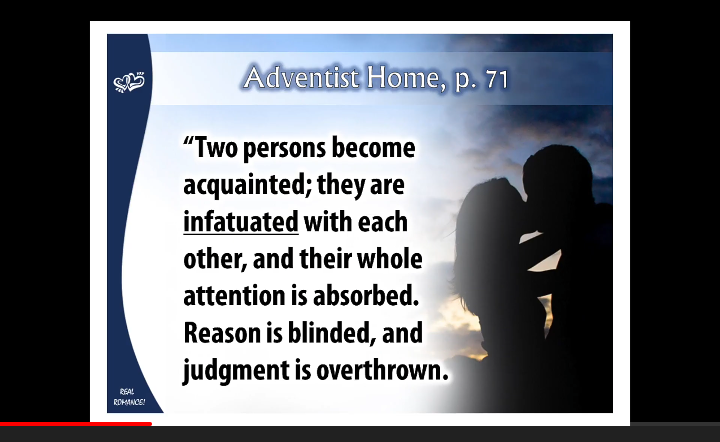 Adventist Home, p. 71
“Two persons become
acquainted; they are
infatuated with each
other, and their whole
attention is absorbed.
Reason is blinded, and
judgment is overthrown.
REAL
ROMANCE!